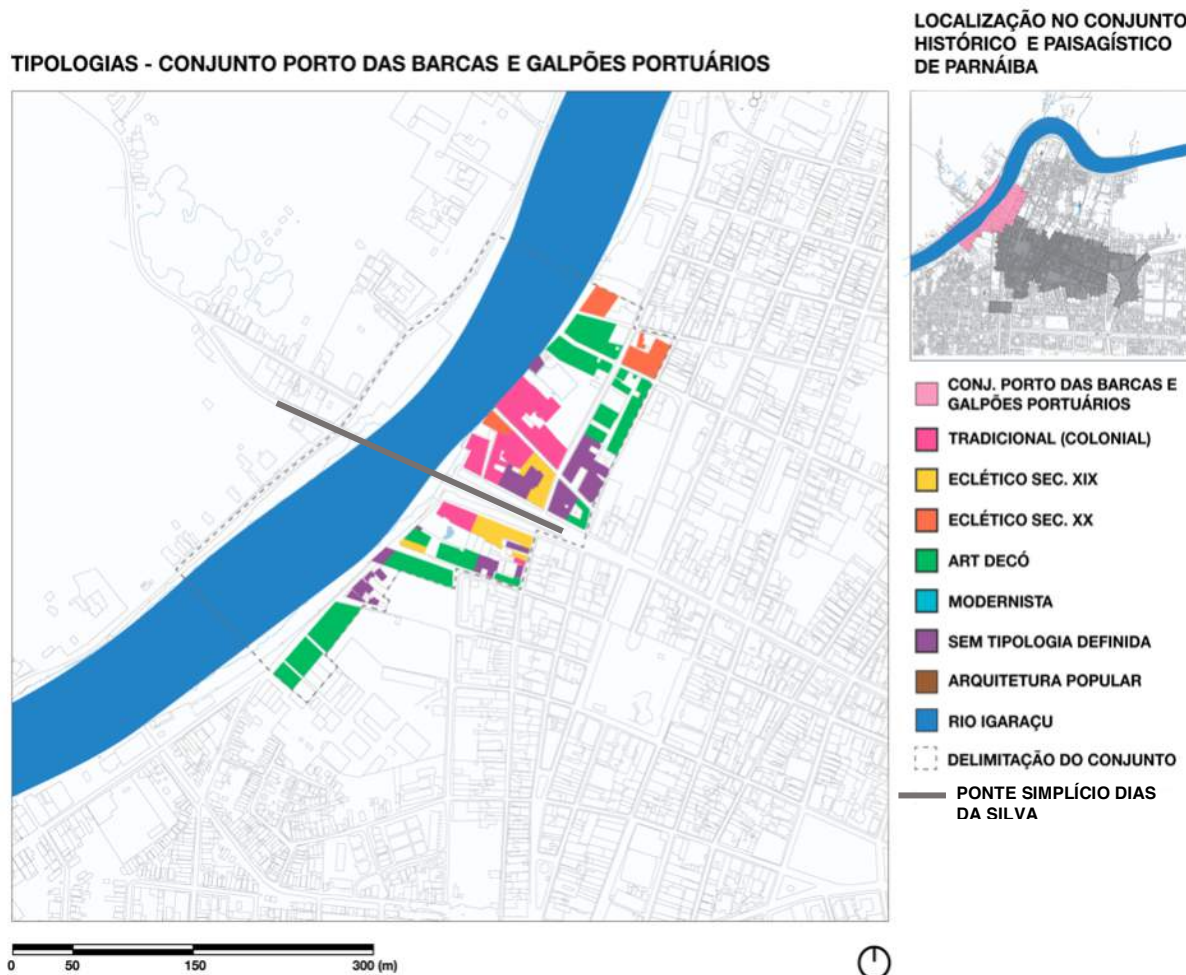 TIPOLOGIAS - CONJUNTO PORTO DAS BARCAS E GALPÕES PORTUÁRIOS
LOCALIZAÇÃO NO CONJUNTO
HISTÓRICO E PAISAGÍSTICO
DE PARNÁIBA
CONJ. PORTO DAS BARCAS E
GALPÕES PORTUÁRIOS
TRADICIONAL (COLONIAL)
ECLÉTICO SEC. XIX
ECLÉTICO SEC. XX
ART DECÓ
MODERNISTA
SEM TIPOLOGIA DEFINIDA
ARQUITETURA POPULAR
RIO IGARAÇU
DELIMITAÇÃO DO CONJUNTO
PONTE SIMPLÍCIO DIAS
DA SILVA
0 50 150 300 (m)